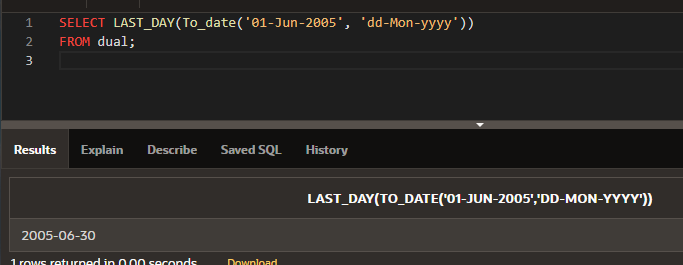 1 SELECT LAST_DAY(To_date('01-Jun-2005', 'dd-Mon-yyyy'))
2 FROM dual;
3
Results Explain Describe Saved SQL History
LAST_DAY(TO_DATE('01-JUN-2005','DD-MON-YYYY'))
2005-06-30
1 rows returned in 0.00 seconds Download